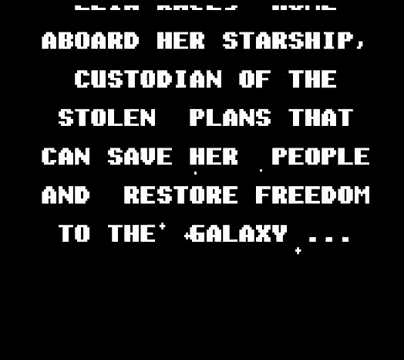 ABOARD HER STARSHIP,
CUSTODIAN OF THE
STOLEN PLANS THAT
CAN SAVE HER PEOPLE
AND RESTORE FREEDOM
TO THE GALAXY ...